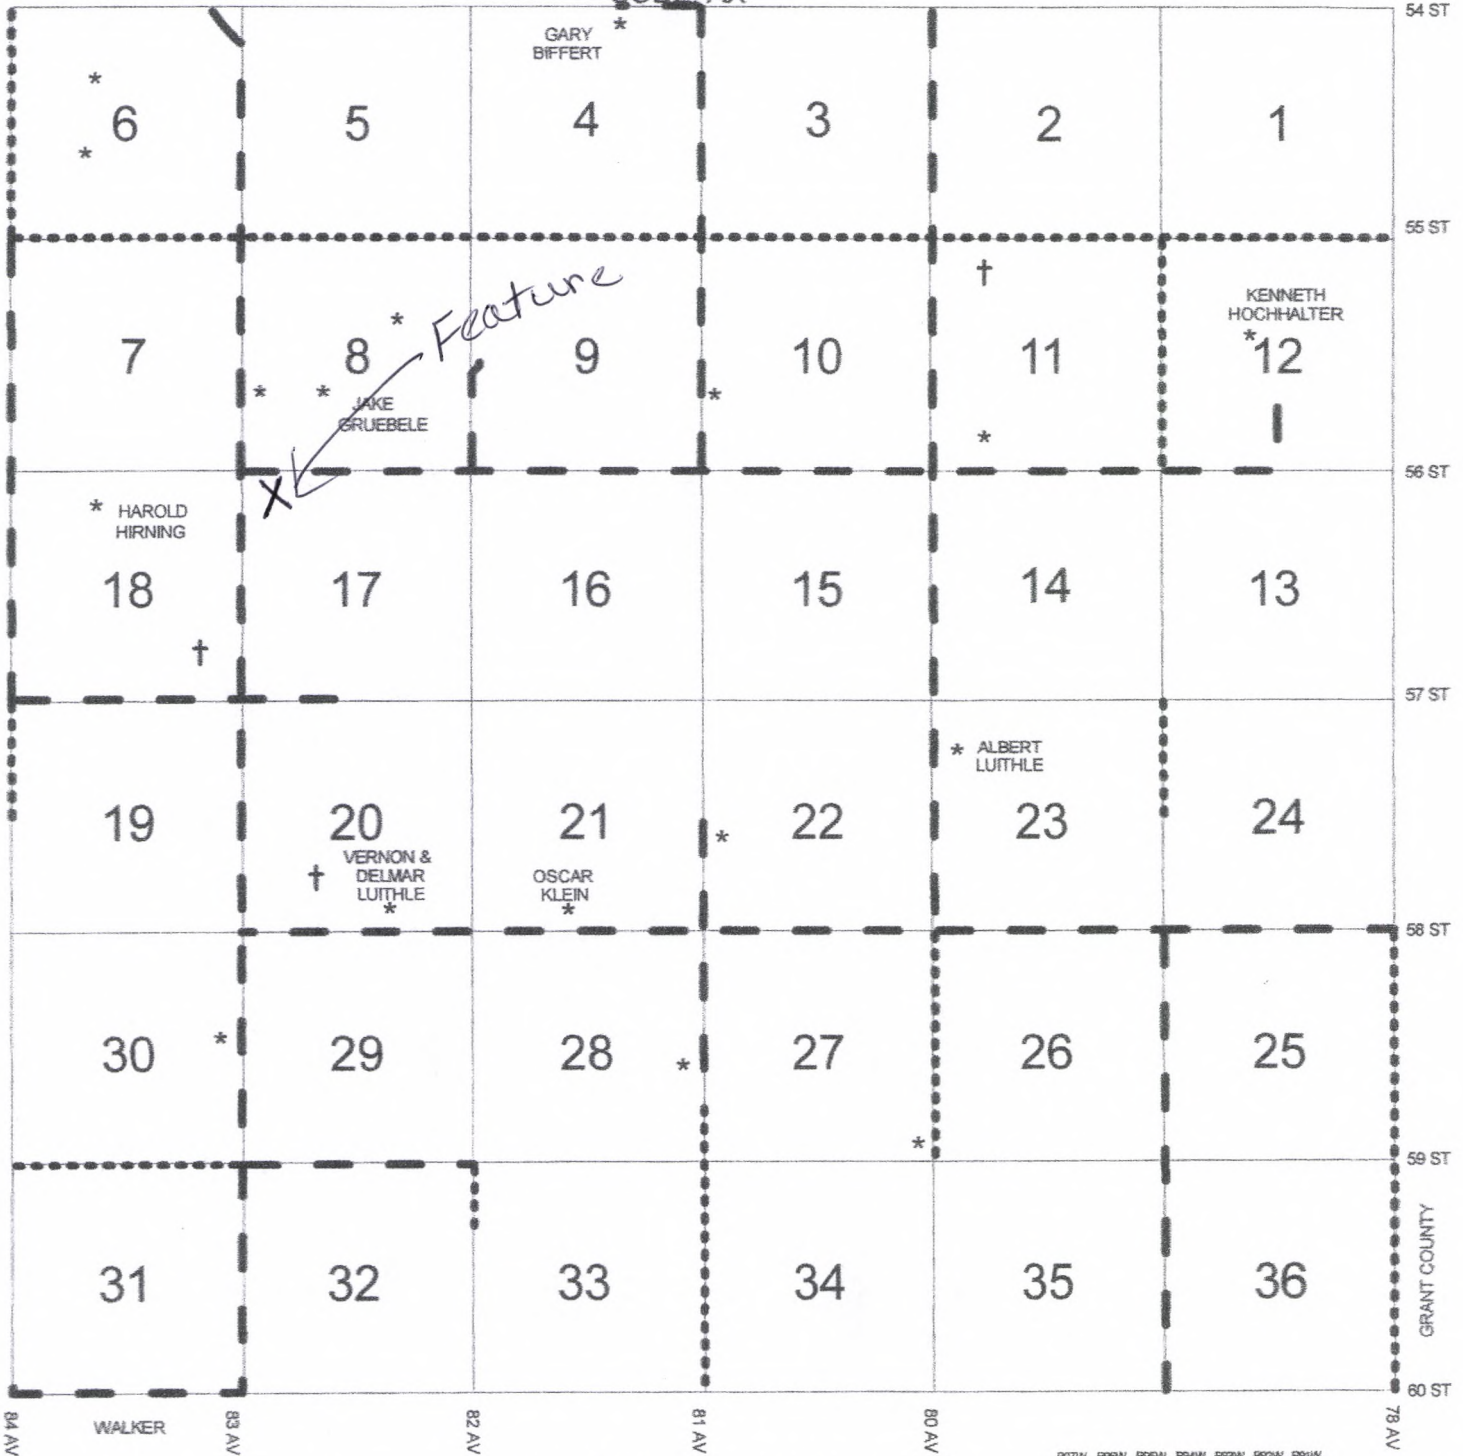 54 ST
GARY
BIFFERT
6
5
4
3
2
1
55 ST
Feature
KENNETH
HOCHHALTER
7
8
9
10
11
12
JAKE
GRUEBELE
56 ST
X
HAROLD
HIRNING
18
17
16
15
14
13
57 ST
ALBERT
LUITHLE
19
20
21
22
23
24
VERNON &
DELMAR
LUITHLE
OSCAR
KLEIN
58 ST
30
29
28
27
26
25
59 ST
31
32
33
34
35
36
GRANT COUNTY
60 ST
84 AV
WALKER
83 AV
82 AV
81 AV
80 AV
78 AV